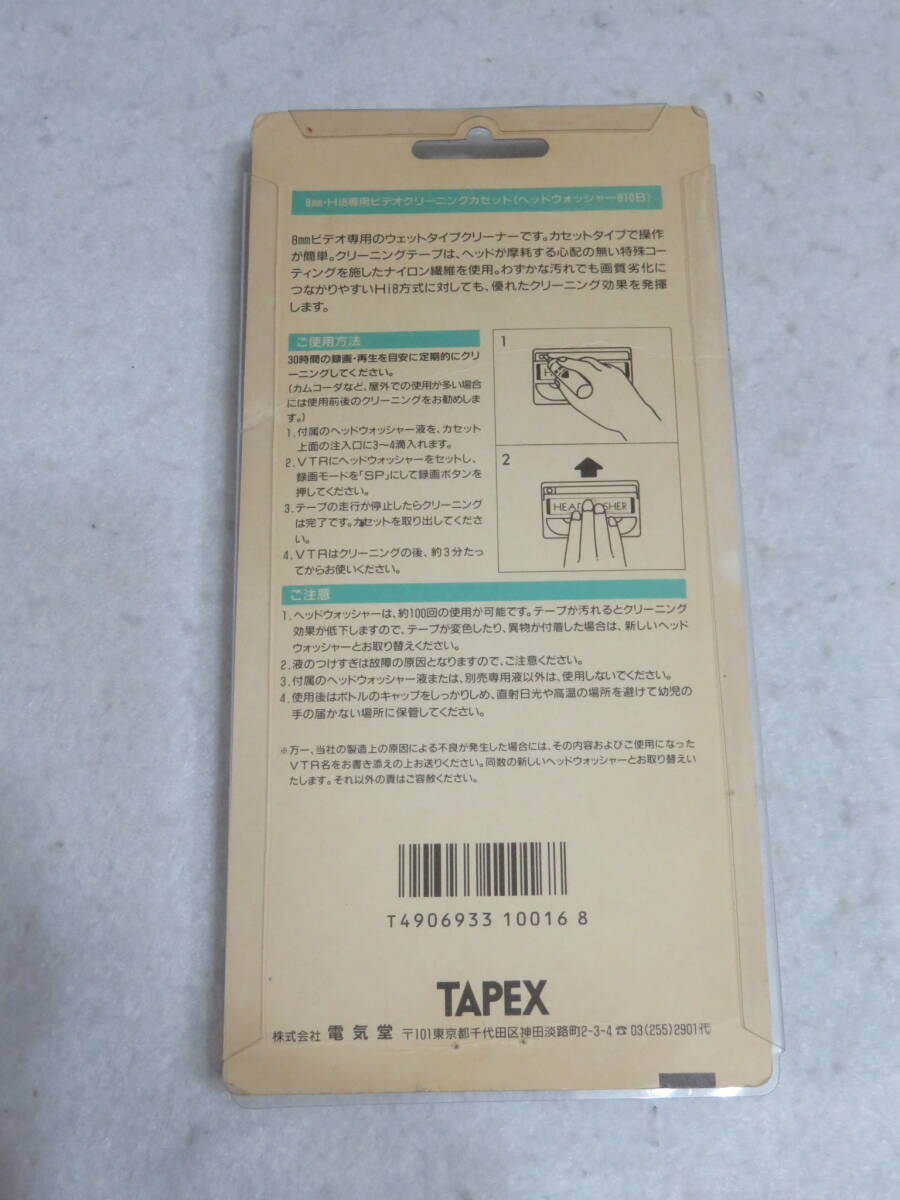 8mm・Hi8専用ビデオクリーニングカセット(ヘッドウォッシャー810日)
8mmビデオ専用のウェットタイプクリーナーです。カセットタイプで操作
が簡単。クリーニングテープは、ヘッドが摩耗する心配の無い特殊コー
ティングを施したナイロン繊維を使用。わずかな汚れでも画質劣化に
つながりやすいHi8方式に対しても、優れたクリーニング効果を発揮
します。
ご使用方法
30時間の録画・再生を目安に定期的にクリ
ーニングしてください。
(カムコーダなど、屋外での使用が多い場合
には使用前後のクリーニングをお勧めしま
す。)
1.付属のヘッドウォッシャー液を、カセット
上面の注入口に3〜4滴入れます。
2.VTRにヘッドウォッシャーをセットし、
録画モードを「SP」にして録画ボタンを
押してください。
3.テープの走行が停止したらクリーニング
は完了です。カセットを取り出してくださ
い。
4.VTRはクリーニングの後、約3分たっ
てからお使いください。
1
2
HEAD SHER
ご注意
1.ヘッドウォッシャーは、約100回の使用が可能です。テープが汚れるとクリーニング
効果が低下しますので、テープが変色したり、異物が付着した場合は、新しいヘッド
ウォッシャーとお取り替えください。
2.液のつけすぎは故障の原因となりますので、ご注意ください。
3.付属のヘッドウォッシャー液または、別売専用液以外は、使用しないでください。
4.使用後はボトルのキャップをしっかりしめ、直射日光や高温の場所を避けて幼児の
手の届かない場所に保管してください。
※万一、当社の製造上の原因による不良が発生した場合には、その内容およびご使用になった
VTR名をお書き添えの上お送りください。同数の新しいヘッドウォッシャーとお取り替えい
たします。それ以外の責はご容赦ください。
T4906933 10016 8
TAPEX
株式会社 電気堂 〒101東京都千代田区神田淡路町2-3-4☎03(255)2901代